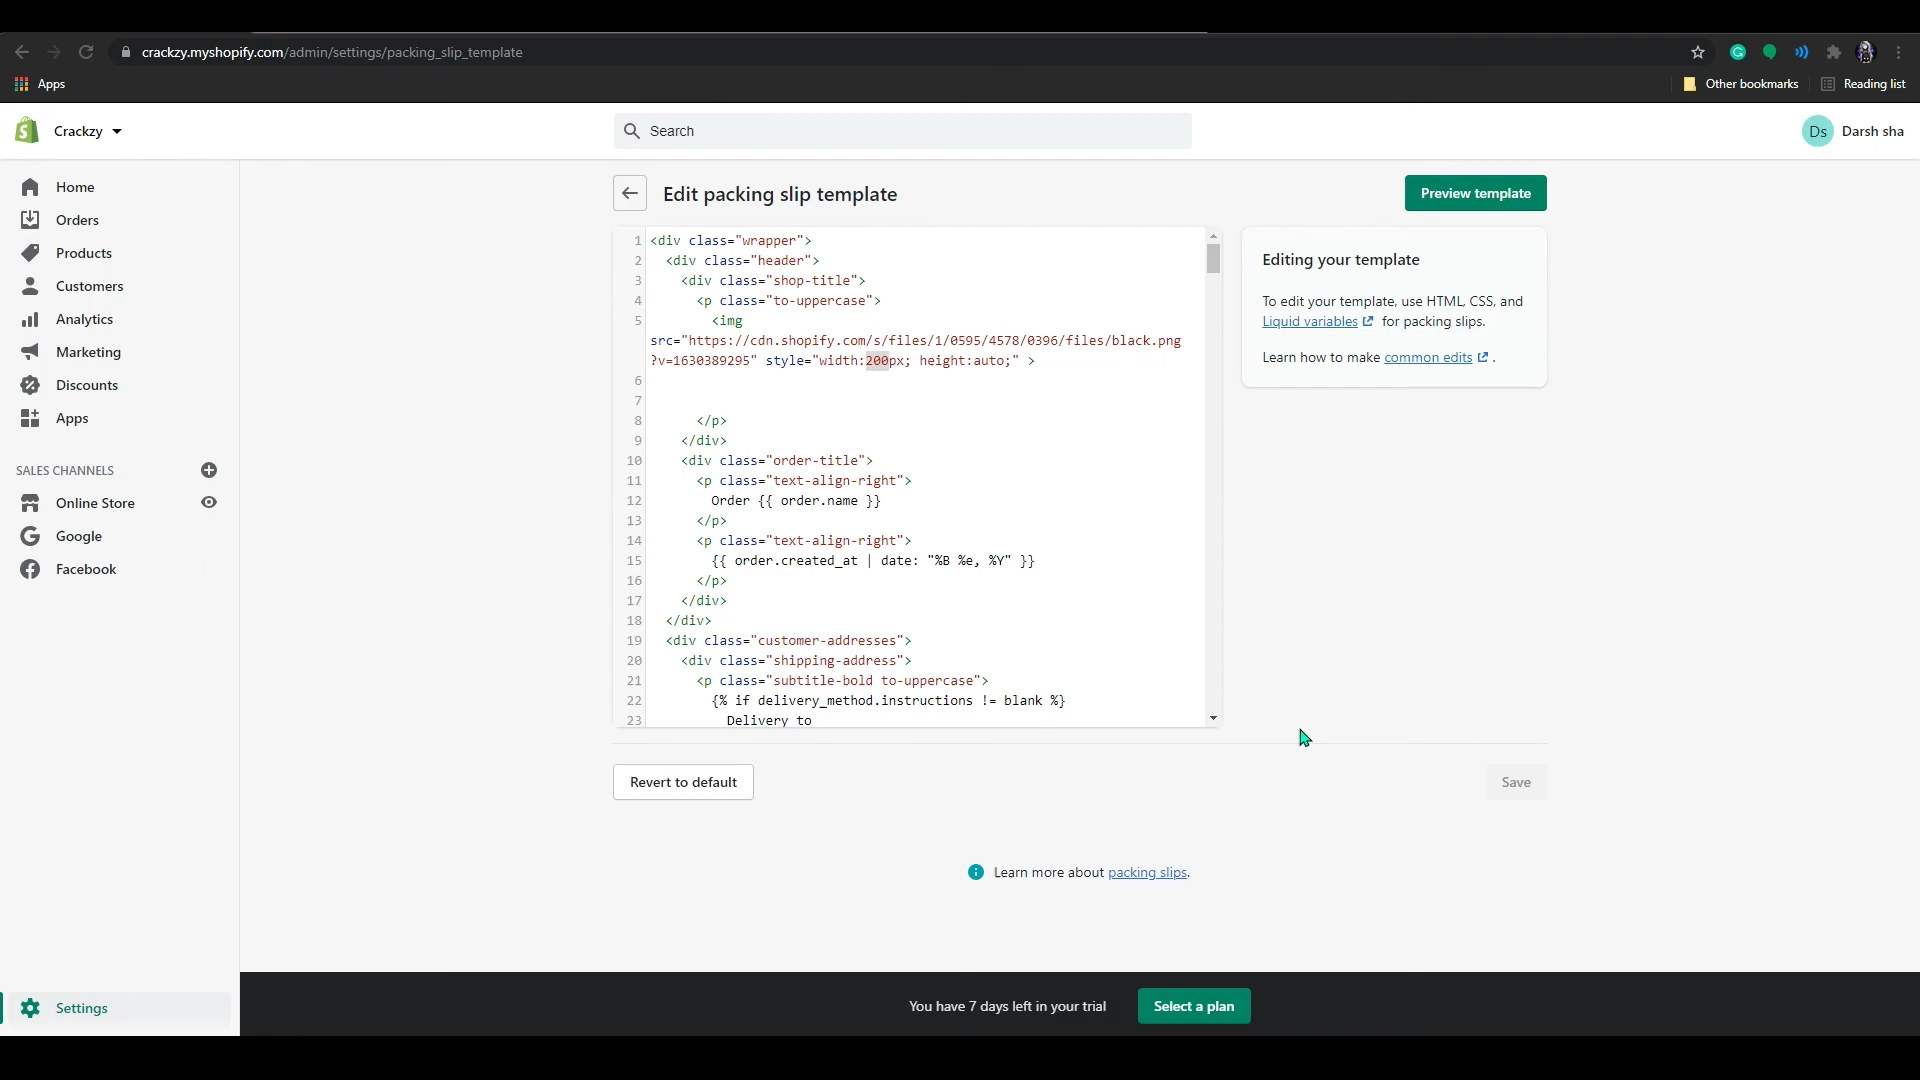 crackzy.myshopify.com/admin/settings/packing_slip_template
Apps
Other bookmarks
Reading list
Crackzy
Search
Ds
Darsh sha
Home
Orders
Products
Customers
Analytics
Marketing
Discounts
Apps
SALES CHANNELS
Online Store
Google
Facebook
Settings
Edit packing slip template
Preview template
1 <div class="wrapper">
2 <div class="header">
3 <div class="shop-title">
4 <p class="to-uppercase">
5 <img
src="https://cdn.shopify.com/s/files/1/0595/4578/0396/files/black.png
?v=1630389295" style="width:200px; height:auto;" >
6
7
8 </p>
9 </div>
10 <div class="order-title">
11 <p class="text-align-right">
12 Order {{ order.name }}
13 </p>
14 <p class="text-align-right">
15 {{ order.created_at | date: "%B %e, %Y" }}
16 </p>
17 </div>
18 </div>
19 <div class="customer-addresses">
20 <div class="shipping-address">
21 <p class="subtitle-bold to-uppercase">
22 {% if delivery_method.instructions != blank %}
23 Delivery to
Editing your template
To edit your template, use HTML, CSS, and
Liquid variables for packing slips.
Learn how to make common edits .
Revert to default
Save
Learn more about packing slips.
You have 7 days left in your trial
Select a plan